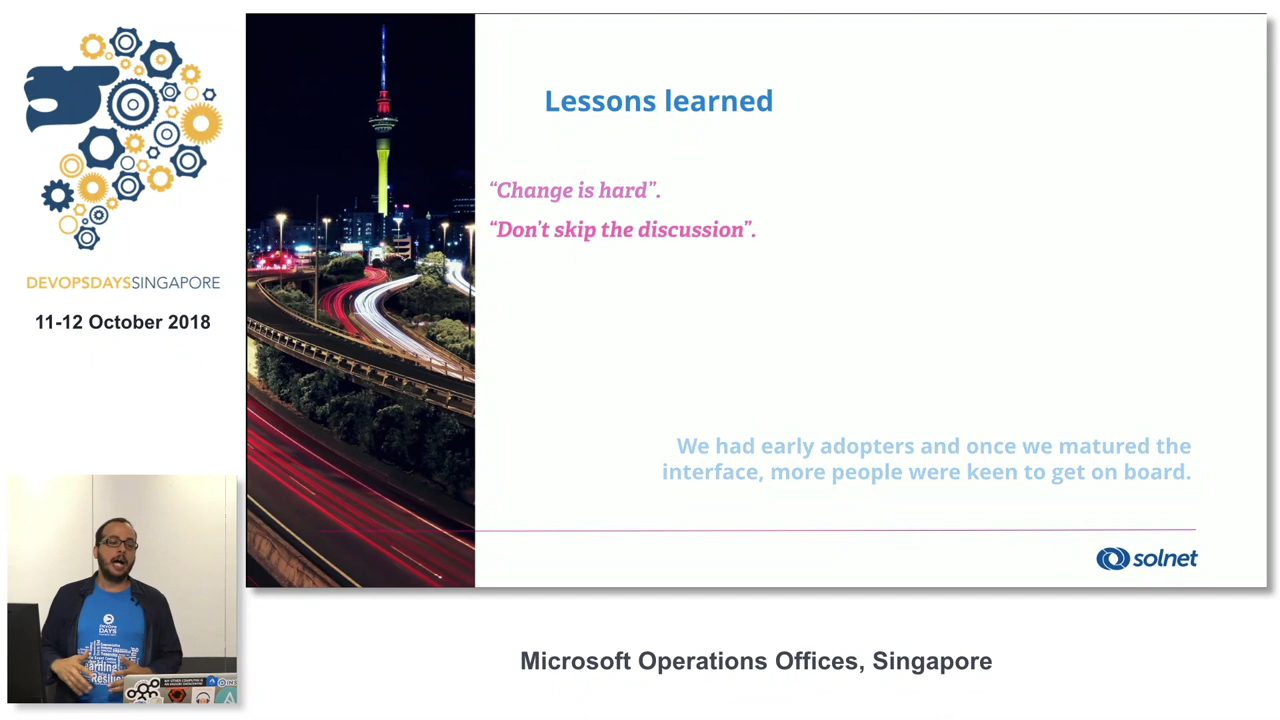 DEVOPSDAYSSINGAPORE
11-12 October 2018
Lessons learned
“Change is hard”.
“Don’t skip the discussion”.
We had early adopters and once we matured the
interface, more people were keen to get on board.
solnet
DAYS
Microsoft Operations Offices, Singapore